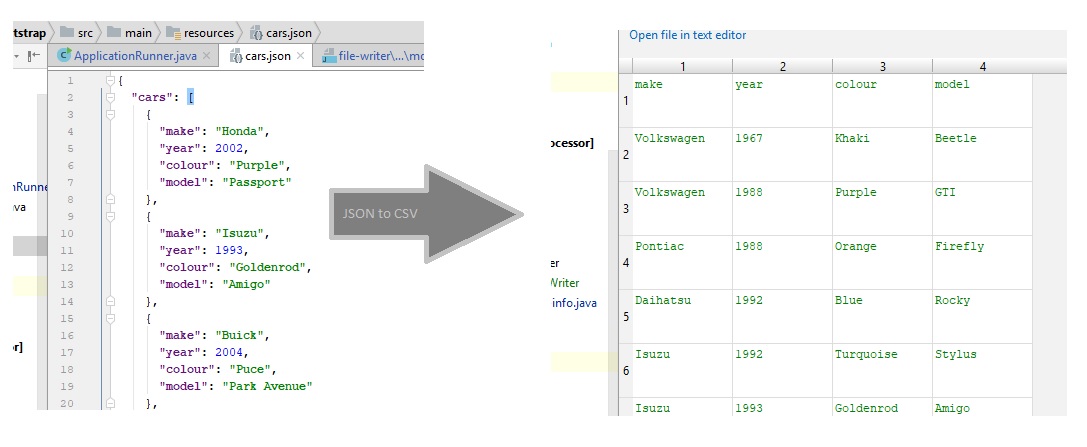 tstrap src main resources cars.json
ApplicationRunner.java × cars.json × file-writer\...\mo
1 {
2 "cars": [
3 {
4 "make": "Honda",
5 "year": 2002,
6 "colour": "Purple",
7 "model": "Passport"
8 },
9 {
10 "make": "Isuzu",
11 "year": 1993,
12 "colour": "Goldenrod",
13 "model": "Amigo"
14 },
15 {
16 "make": "Buick",
17 "year": 2004,
18 "colour": "Puce",
19 "model": "Park Avenue"
20 },
nRunne
ava
or]
JSON to CSV
Open file in text editor
1 2 3 4
1 make year colour model
2 Volkswagen 1967 Khaki Beetle
3 Volkswagen 1988 Purple GTI
4 Pontiac 1988 Orange Firefly
5 Daihatsu 1992 Blue Rocky
6 Isuzu 1992 Turquoise Stylus
Isuzu 1993 Goldenrod Amigo
ocessor]
er
Writer
info.java